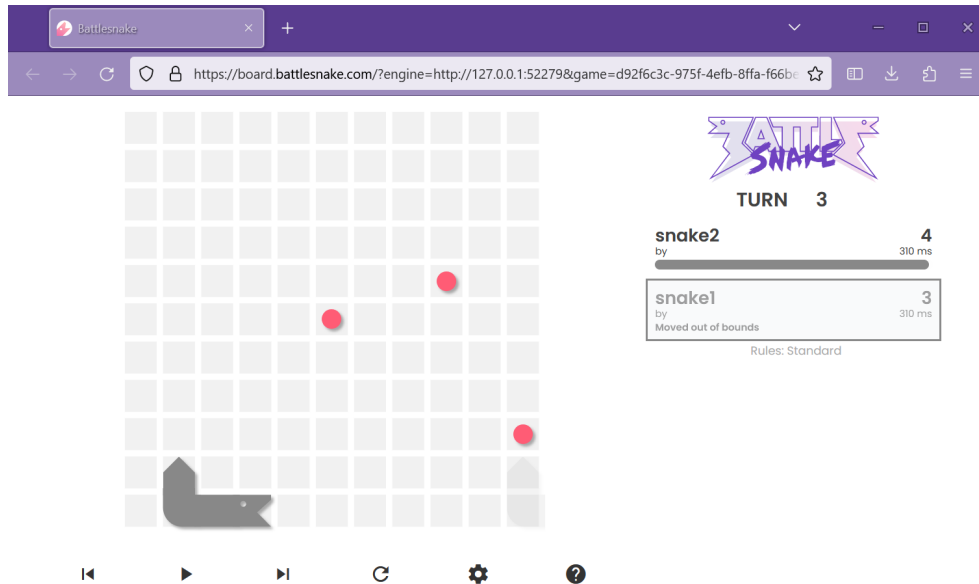 Battlesnake
https://board.battlesnake.com/?engine=http://127.0.0.1:52279&game=d92f6c3c-975f-4efb-8ffa-f66be
BATTLE
SNAKE
TURN 3
snake2 4
by 310 ms
snake1 3
by 310 ms
Moved out of bounds
Rules: Standard